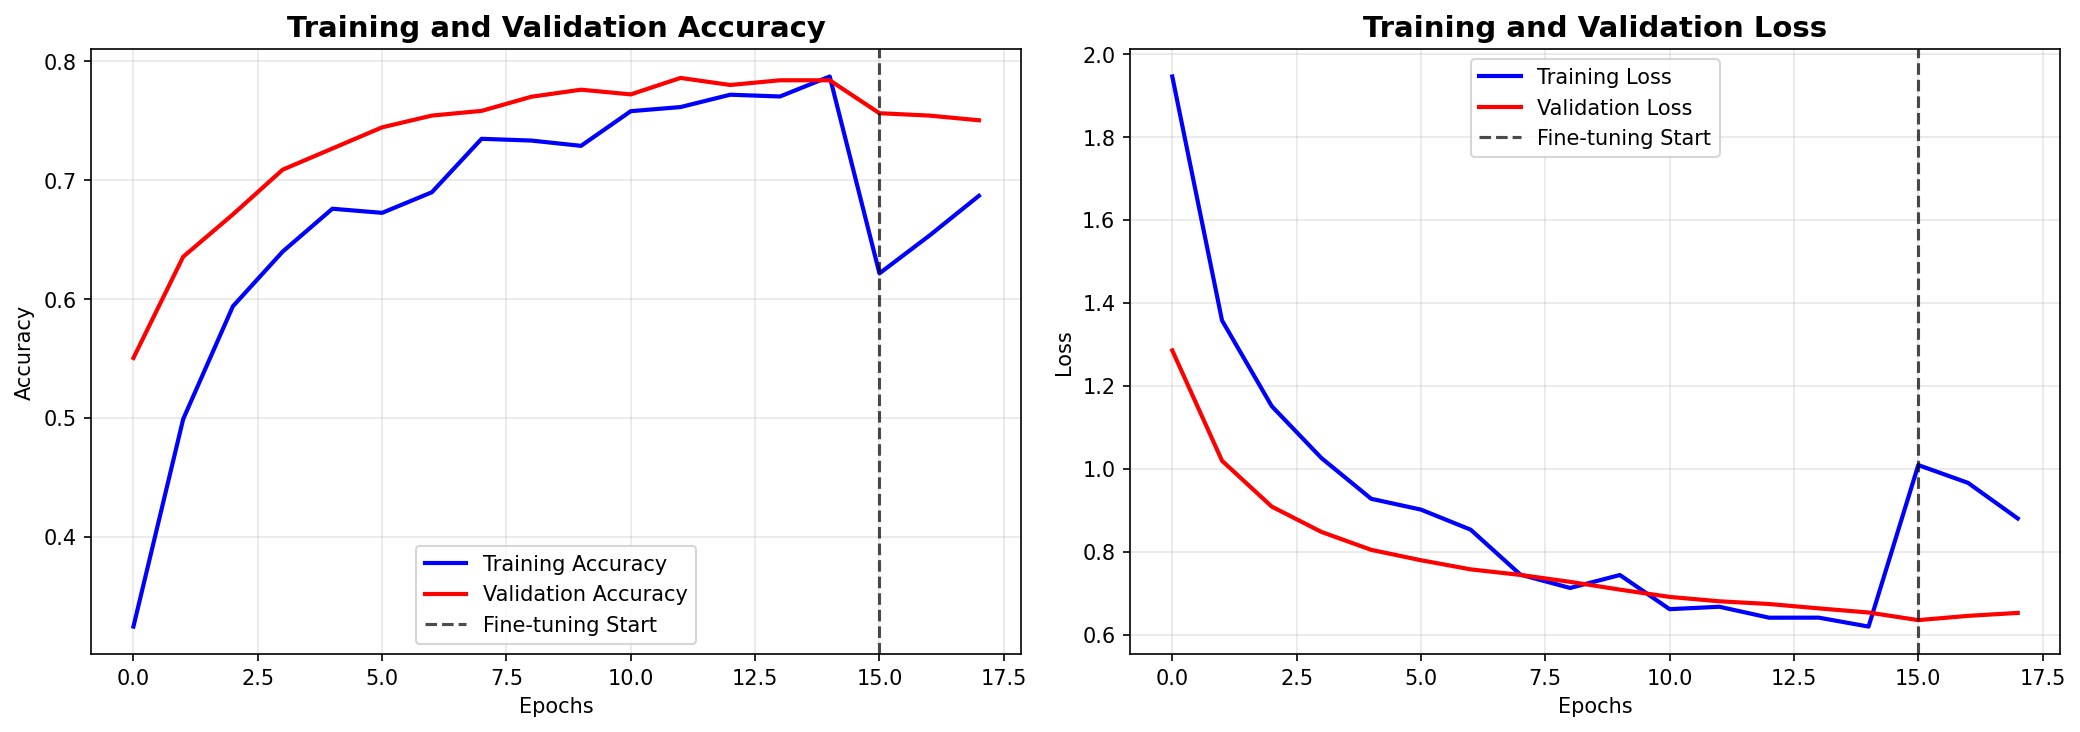 Training and Validation Accuracy
0.8
0.7
0.6
0.5
0.4
Accuracy
Training Accuracy
Validation Accuracy
Fine-tuning Start
0.0 2.5 5.0 7.5 10.0 12.5 15.0 17.5
Epochs
Training and Validation Loss
2.0
1.8
1.6
1.4
1.2
1.0
0.8
0.6
Loss
Training Loss
Validation Loss
Fine-tuning Start
0.0 2.5 5.0 7.5 10.0 12.5 15.0 17.5
Epochs